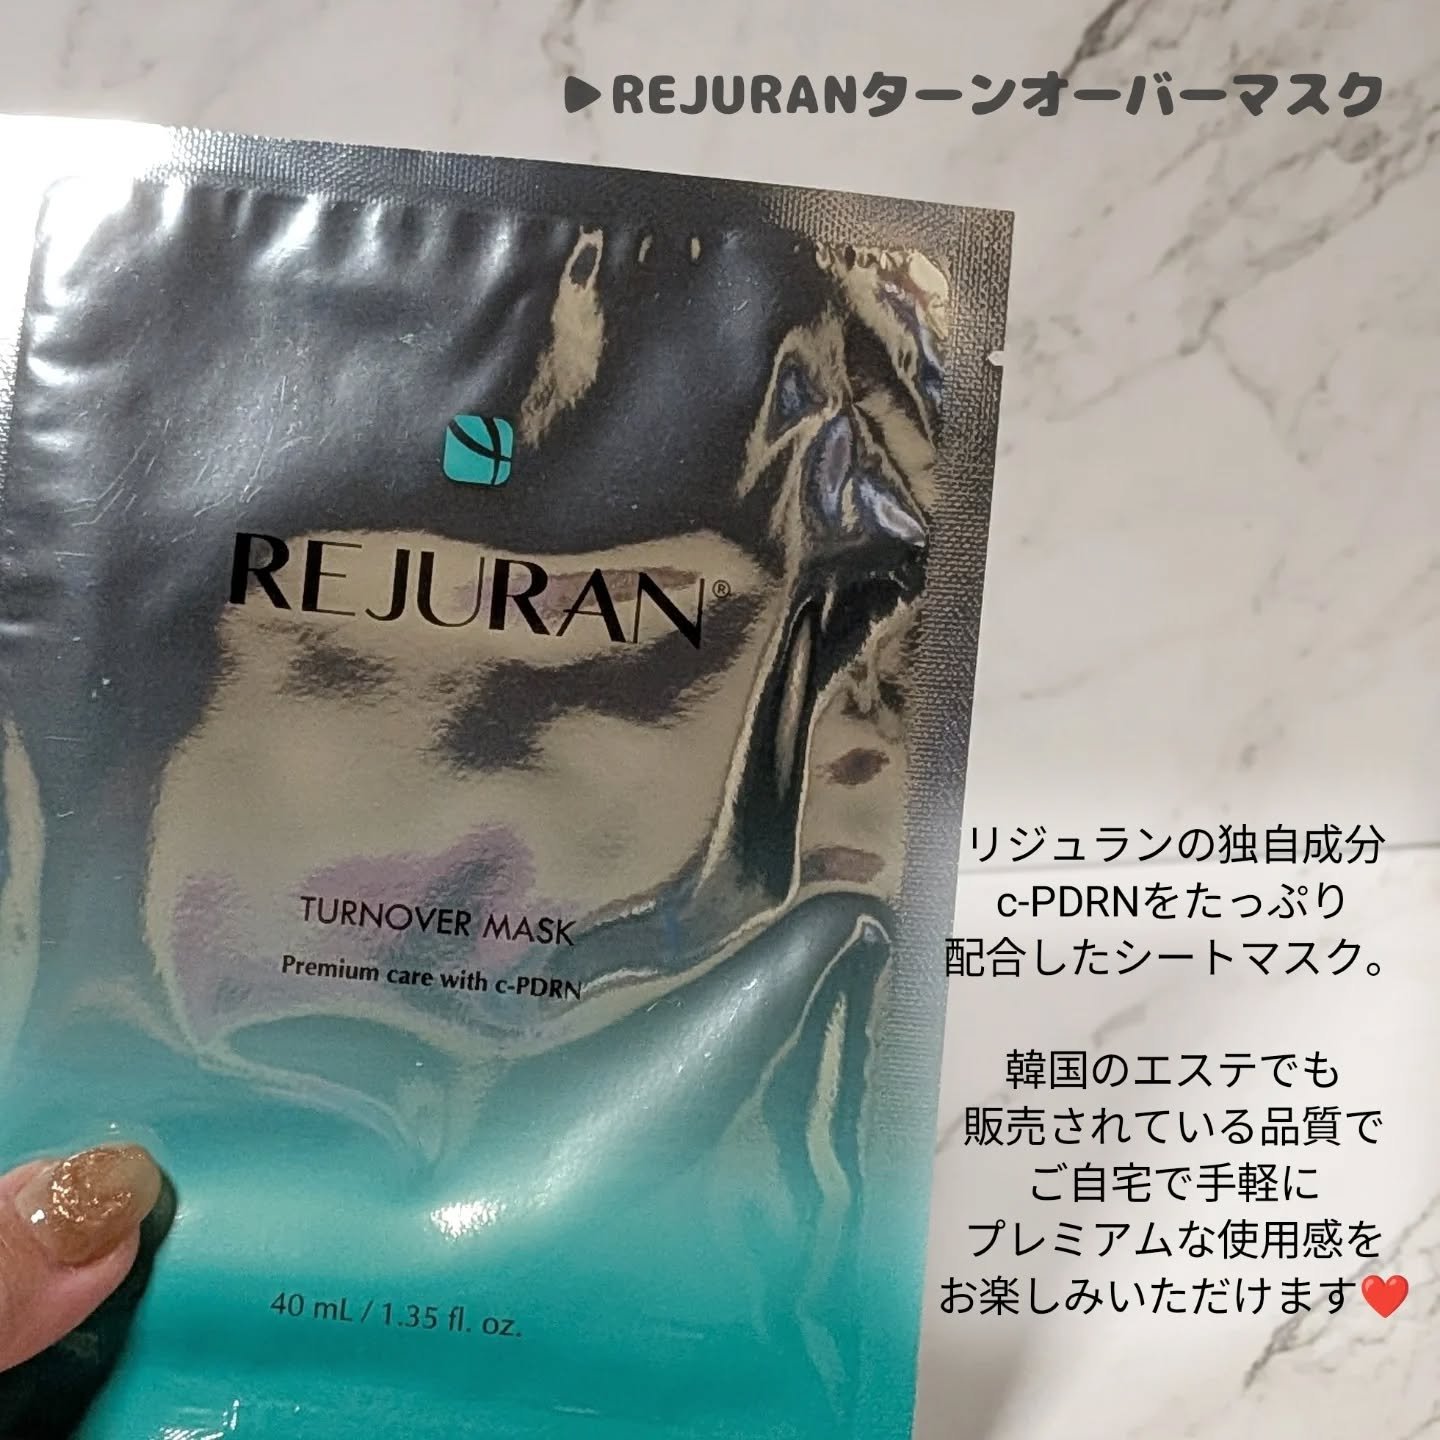 ▶REJURANターンオーバーマスク
REJURAN®
TURNOVER MASK
Premium care with c-PDRN
40 mL / 1.35 fl. oz.
リジュランの独自成分
c-PDRNをたっぷり
配合したシートマスク。
韓国のエステでも
販売されている品質で
ご自宅で手軽に
プレミアムな使用感を
お楽しみいただけます❤️